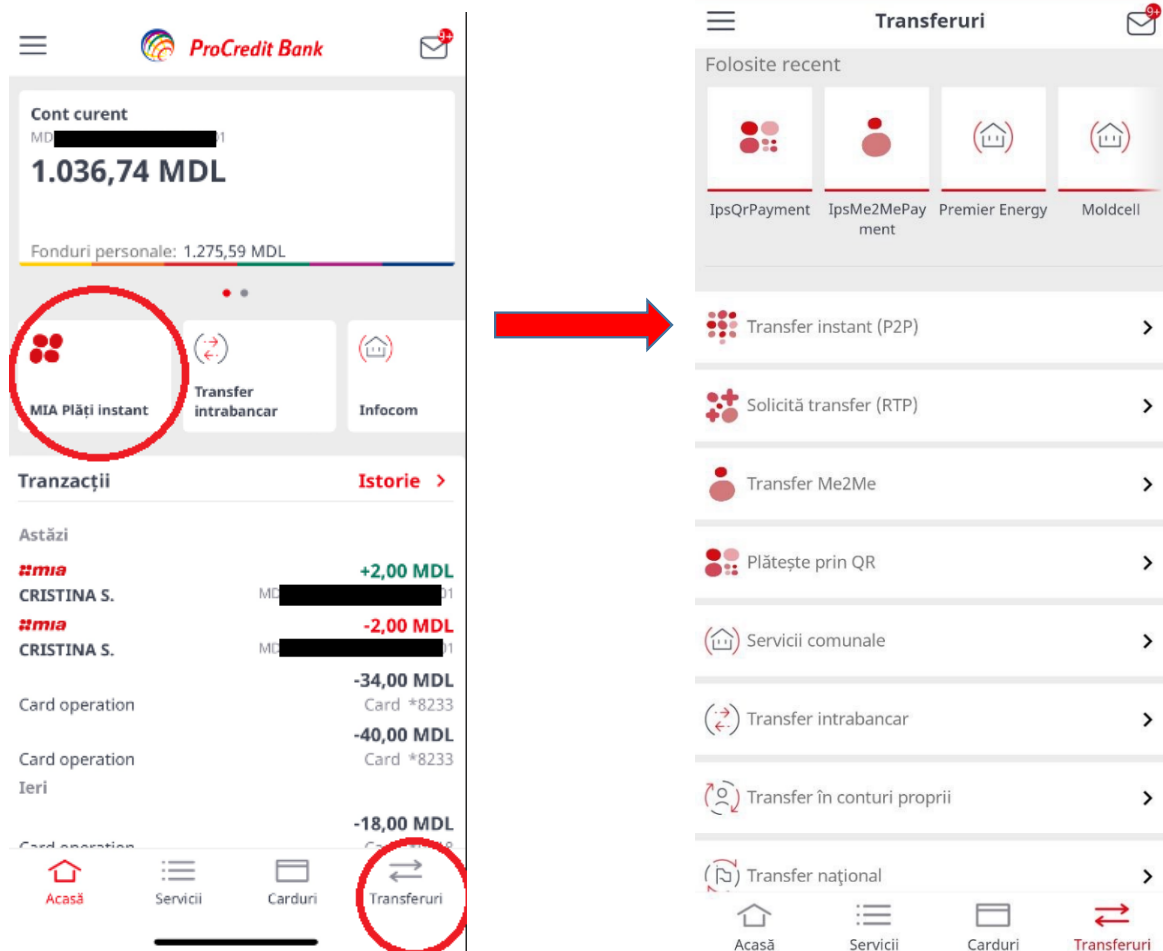 ProCredit Bank
9+
Cont curent
MD 01
1.036,74 MDL
Fonduri personale: 1.275,59 MDL
MIA Plăți instant
Transfer
intrabancar
Infocom
Tranzacții
Istorie >
Astăzi
mia +2,00 MDL
CRISTINA S. MD 01
mia -2,00 MDL
CRISTINA S. MD 01
-34,00 MDL
Card operation Card *8233
-40,00 MDL
Card operation Card *8233
Ieri
-18,00 MDL
Card operation
Acasă
Servicii
Carduri
Transferuri
Transferuri
9+
Folosite recent
IpsQrPayment
IpsMe2MePay
ment
Premier Energy
Moldcell
Transfer instant (P2P)
Solicită transfer (RTP)
Transfer Me2Me
Plătește prin QR
Servicii comunale
Transfer intrabancar
Transfer în conturi proprii
Transfer naţional
Acasă
Servicii
Carduri
Transferuri